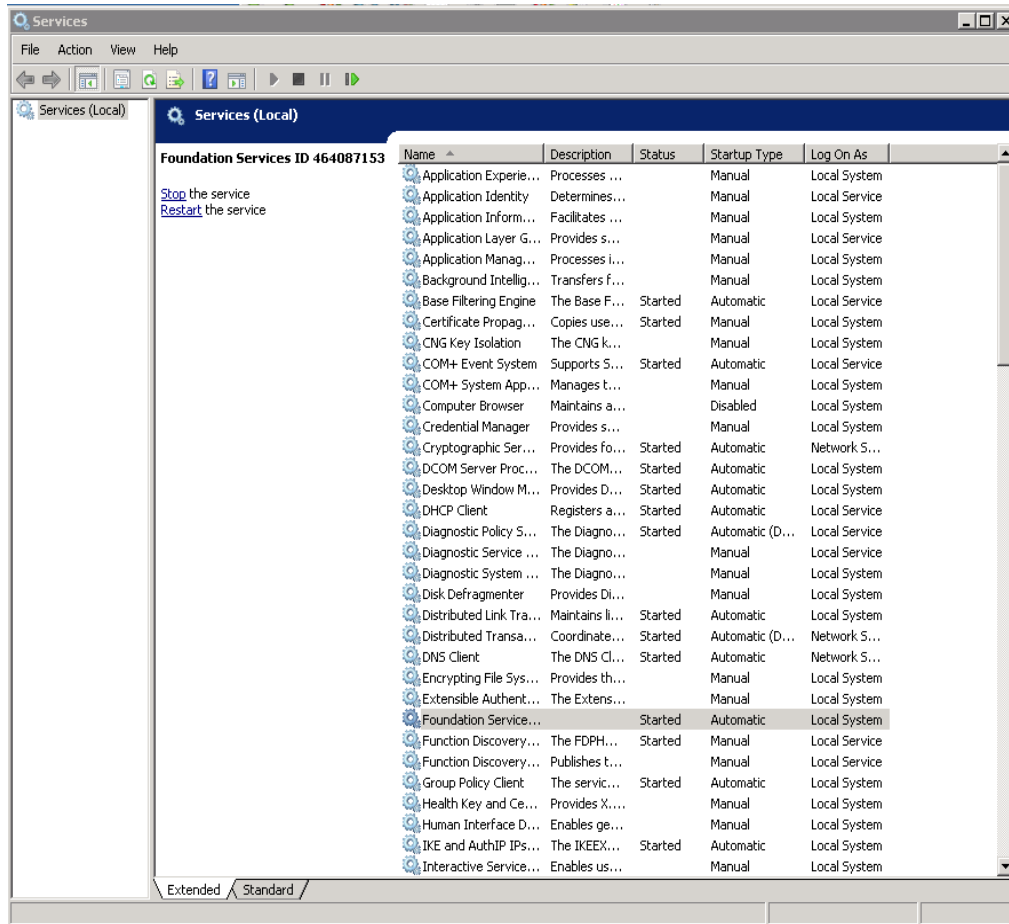 Services
File Action View Help
Services (Local)
Services (Local)
Foundation Services ID 464087153
Stop the service
Restart the service
Name Description Status Startup Type Log On As
Application Experie... Processes ... Manual Local System
Application Identity Determines... Manual Local Service
Application Inform... Facilitates ... Manual Local System
Application Layer G... Provides s... Manual Local Service
Application Manag... Processes i... Manual Local System
Background Intellig... Transfers f... Manual Local System
Base Filtering Engine The Base F... Started Automatic Local Service
Certificate Propag... Copies use... Started Manual Local System
CNG Key Isolation The CNG k... Manual Local System
COM+ Event System Supports S... Started Automatic Local Service
COM+ System App... Manages t... Manual Local System
Computer Browser Maintains a... Disabled Local System
Credential Manager Provides s... Manual Local System
Cryptographic Ser... Provides fo... Started Automatic Network S...
DCOM Server Proc... The DCOM... Started Automatic Local System
Desktop Window M... Provides D... Started Automatic Local System
DHCP Client Registers a... Started Automatic Local Service
Diagnostic Policy S... The Diagno... Started Automatic (D... Local Service
Diagnostic Service ... The Diagno... Manual Local Service
Diagnostic System ... The Diagno... Manual Local System
Disk Defragmenter Provides Di... Manual Local System
Distributed Link Tra... Maintains li... Started Automatic Local System
Distributed Transa... Coordinate... Started Automatic (D... Network S...
DNS Client The DNS Cl... Started Automatic Network S...
Encrypting File Sys... Provides th... Manual Local System
Extensible Authent... The Extens... Manual Local System
Foundation Service... Started Automatic Local System
Function Discovery... The FDPH... Started Manual Local Service
Function Discovery... Publishes t... Manual Local Service
Group Policy Client The servic... Started Automatic Local System
Health Key and Ce... Provides X.... Manual Local System
Human Interface D... Enables ge... Manual Local System
IKE and AuthIP IPs... The IKEEX... Started Automatic Local System
Interactive Service... Enables us... Manual Local System
Extended Standard